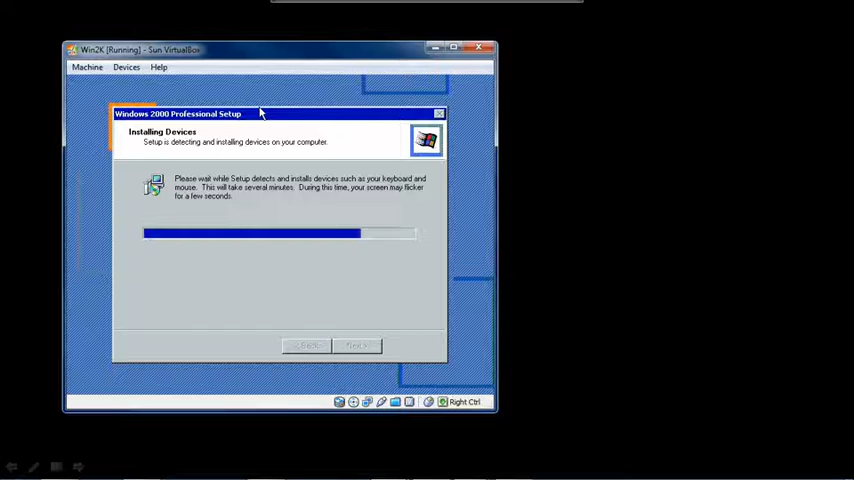 Win2K [Running] - Sun VirtualBox
Machine Devices Help
Windows 2000 Professional Setup
Installing Devices
Setup is detecting and installing devices on your computer.
Please wait while Setup detects and installs devices such as your keyboard and
mouse. This will take several minutes. During this time, your screen may flicker
for a few seconds.
< Back Next >
Right Ctrl